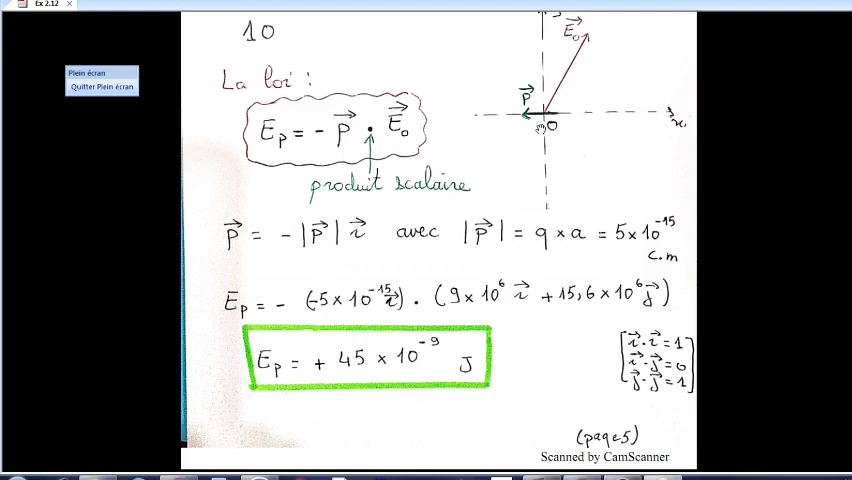 Ex 2.12
10
Plein écran
Quitter Plein écran
La loi :
Eₚ = - p⃗ • E⃗₀
produit scalaire
E⃗₀
p⃗
O
x
p⃗ = - |p⃗| i⃗ avec |p⃗| = q × a = 5×10⁻¹⁵
C.m
Eₚ = - (-5×10⁻¹⁵ i⃗) • (9×10⁶ i⃗ + 15,6×10⁶ j⃗)
Eₚ = + 45 × 10⁻⁹ J
i⃗ · i⃗ = 1
i⃗ · j⃗ = 0
j⃗ · j⃗ = 1
(page 5)
Scanned by CamScanner